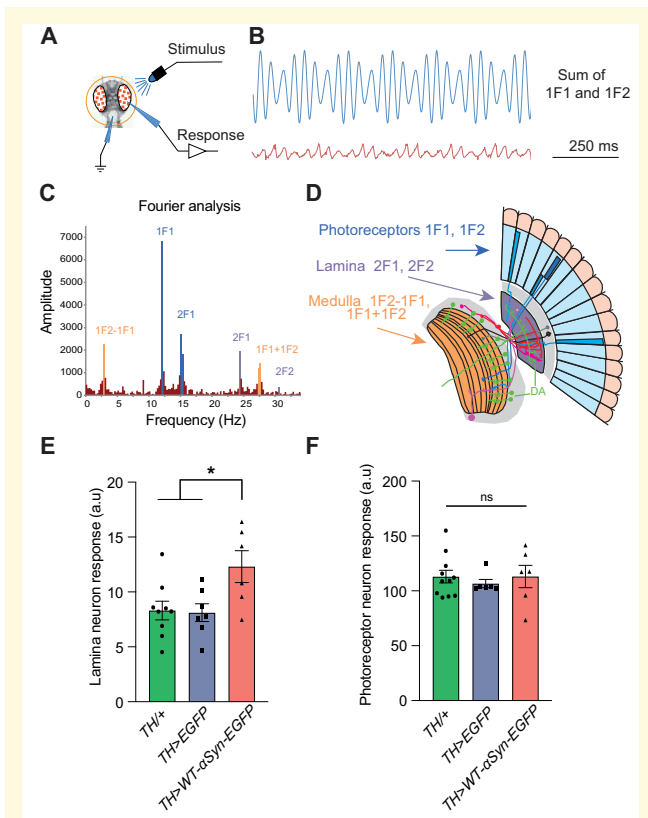 A
Stimulus
Response
B
Sum of
1F1 and 1F2
250 ms
C
Fourier analysis
Amplitude
7000
6000
5000
4000
3000
2000
1000
0
1F2-1F1
1F1
2F1
2F1
1F1+1F2
2F2
0
5
10
15
20
25
30
Frequency (Hz)
D
Photoreceptors 1F1, 1F2
Lamina 2F1, 2F2
Medulla 1F2-1F1,
1F1+1F2
DA
E
Lamina neuron response (a.u)
20
15
10
5
0
*
TH/+
TH>EGFP
TH>WT-αSyn-EGFP
F
Photoreceptor neuron response (a.u)
200
150
100
50
0
ns
TH/+
TH>EGFP
TH>WT-αSyn-EGFP